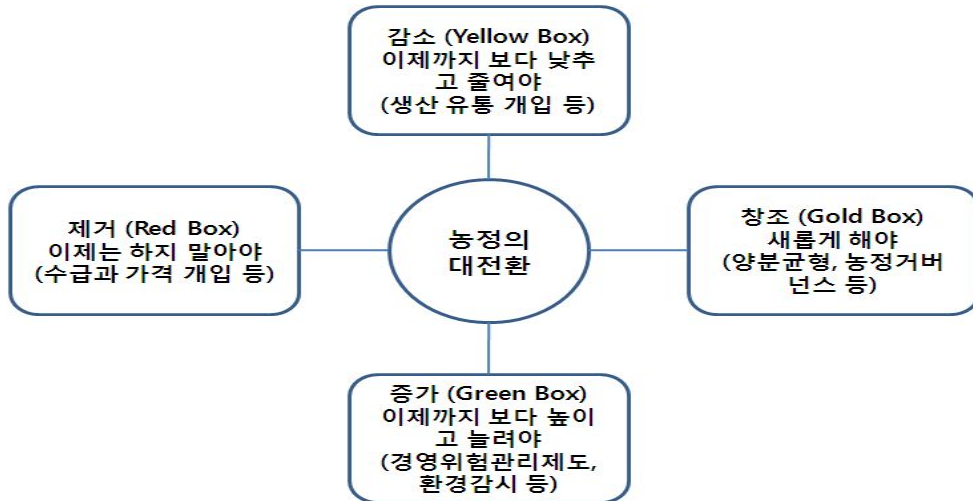 감소 (Yellow Box)
이제까지 보다 낮추
고 줄여야
(생산 유통 개입 등)
제거 (Red Box)
이제는 하지 말아야
(수급과 가격 개입 등)
농정의
대전환
창조 (Gold Box)
새롭게 해야
(양분균형, 농정거버
넌스 등)
증가 (Green Box)
이제까지 보다 높이
고 늘려야
(경영위험관리제도,
환경감시 등)